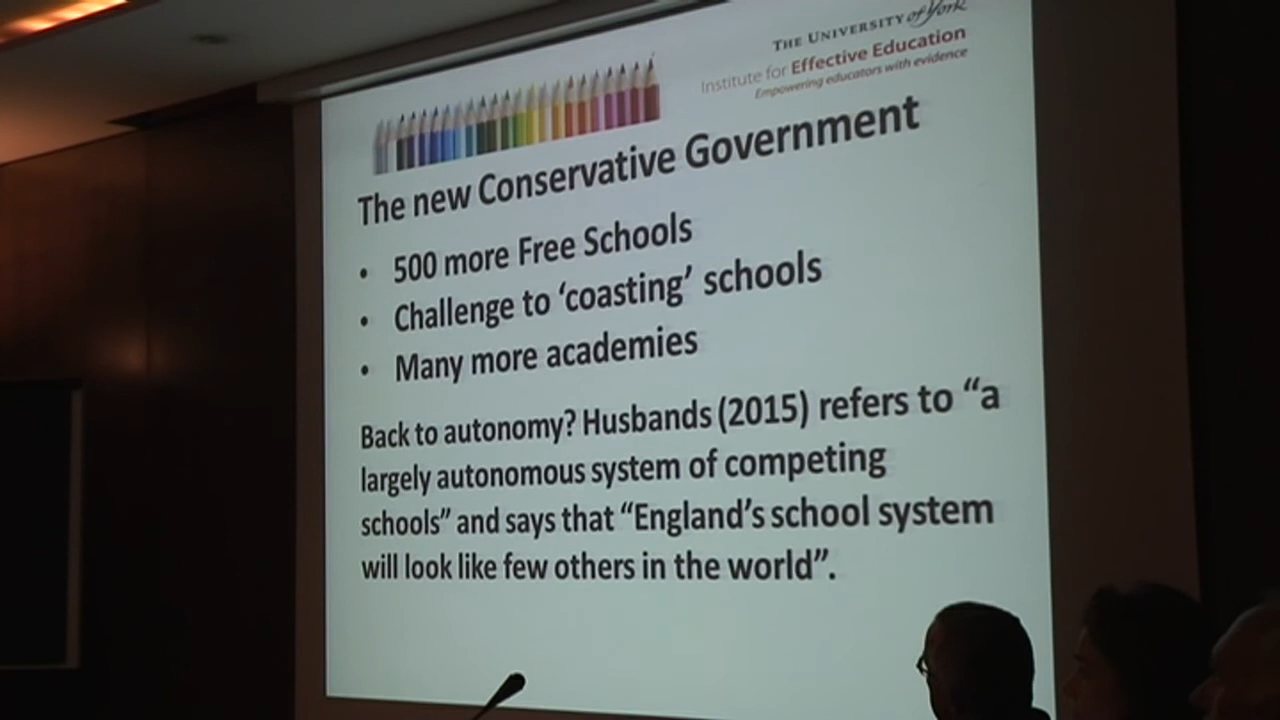 THE UNIVERSITY of York
Institute for Effective Education
Empowering educators with evidence
The new Conservative Government
• 500 more Free Schools
• Challenge to ‘coasting’ schools
• Many more academies
Back to autonomy? Husbands (2015) refers to “a
largely autonomous system of competing
schools” and says that “England’s school system
will look like few others in the world”.